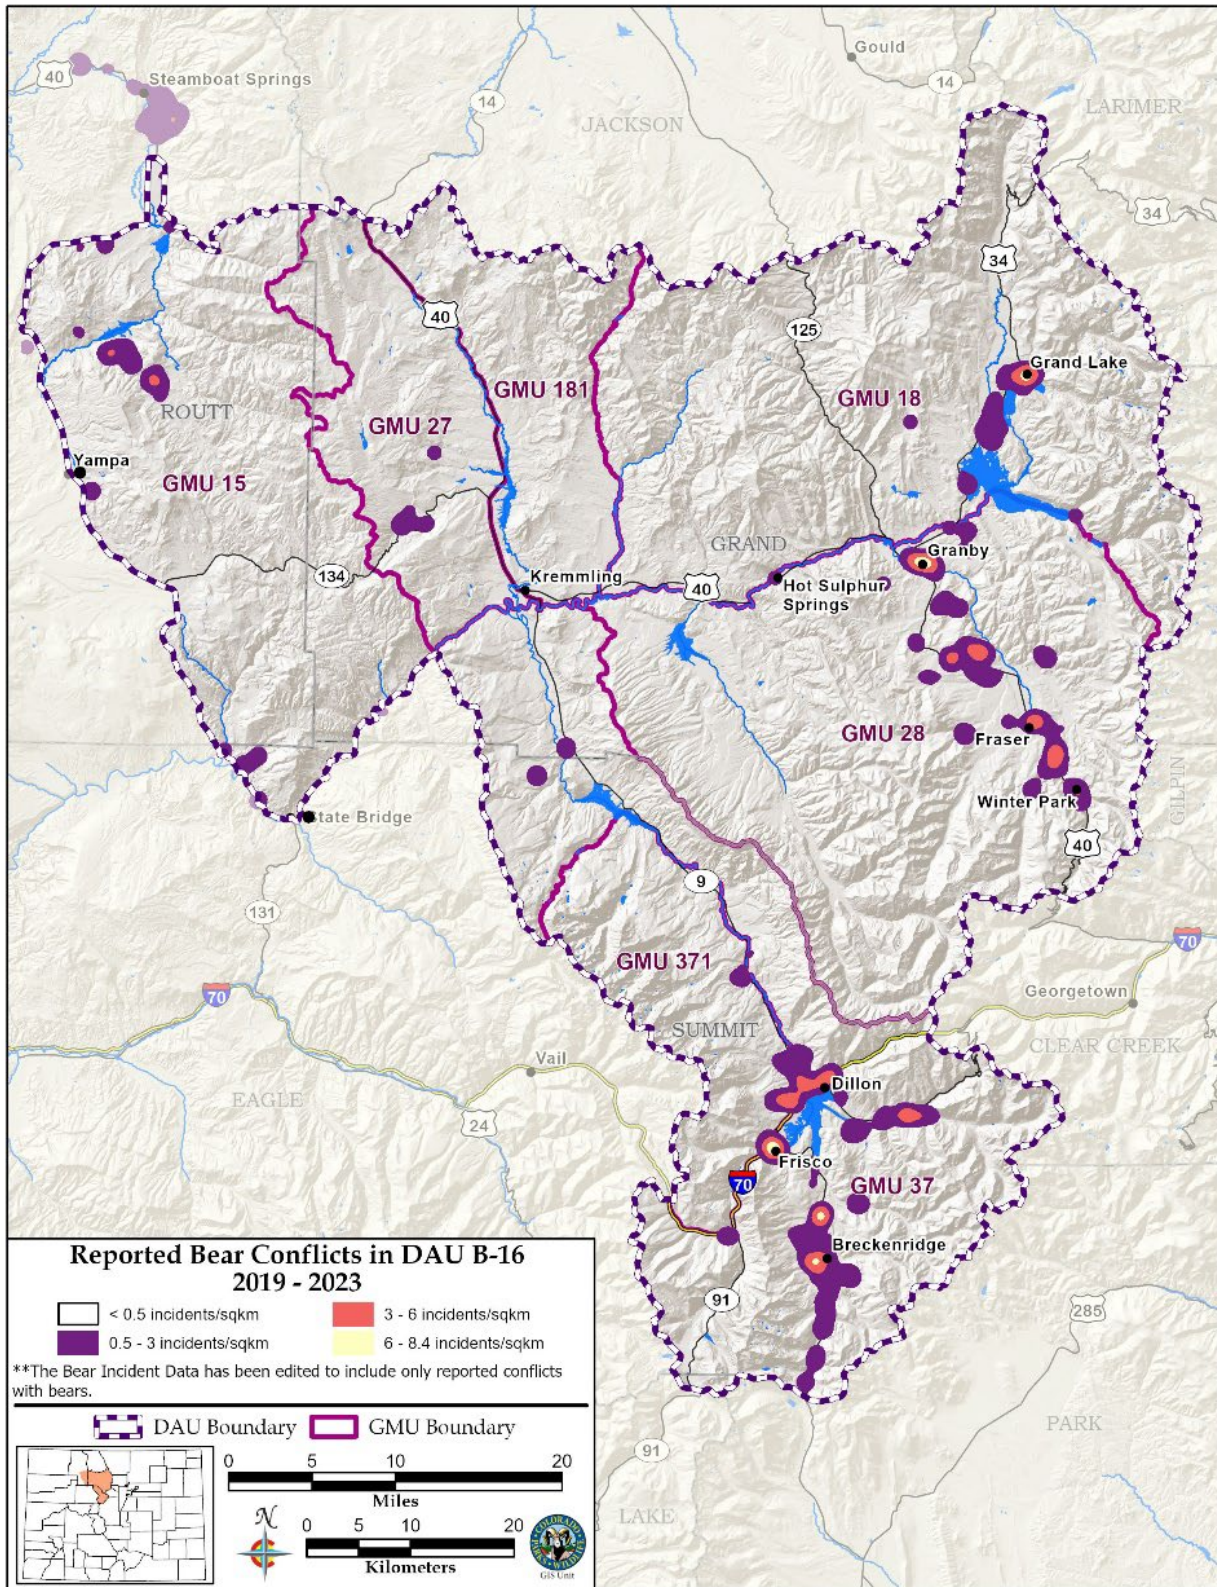 Gould
40
Steamboat Springs
14
14
LARIMER
JACKSON
34
34
40
125
Grand Lake
GMU 181
GMU 18
ROUTT
GMU 27
Yampa
GMU 15
GRAND
Granby
134
Kremmling
40
Hot Sulphur
Springs
GMU 28
Fraser
GILPIN
Winter Park
State Bridge
40
9
131
70
GMU 371
70
Georgetown
SUMMIT
CLEAR CREEK
Vail
Dillon
EAGLE
24
Frisco
70
GMU 37
Breckenridge
91
285
PARK
91
LAKE
Reported Bear Conflicts in DAU B-16
2019 - 2023
< 0.5 incidents/sqkm
3 - 6 incidents/sqkm
0.5 - 3 incidents/sqkm
6 - 8.4 incidents/sqkm
**The Bear Incident Data has been edited to include only reported conflicts
with bears.
DAU Boundary
GMU Boundary
0 5 10 20
Miles
N
0 5 10 20
Kilometers
COLORADO
PARKS & WILDLIFE
GIS Unit